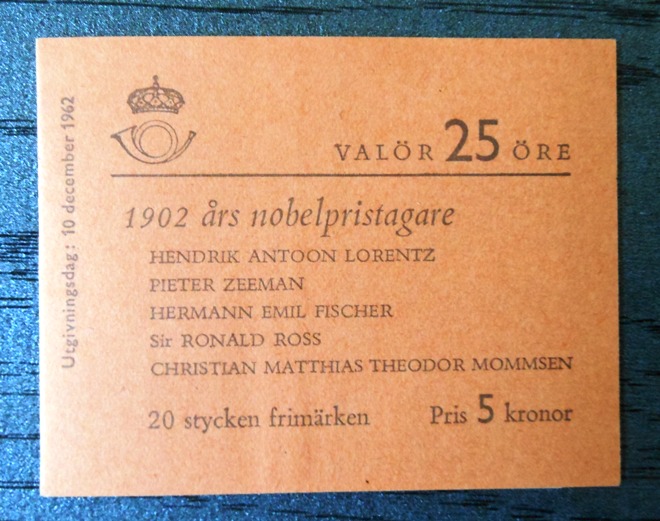 VALÖR 25 ÖRE
1902 års nobelpristagare
HENDRIK ANTOON LORENTZ
PIETER ZEEMAN
HERMANN EMIL FISCHER
Sir RONALD ROSS
CHRISTIAN MATTHIAS THEODOR MOMMSEN
20 stycken frimärken Pris 5 kronor
Utgivningsdag: 10 december 1962